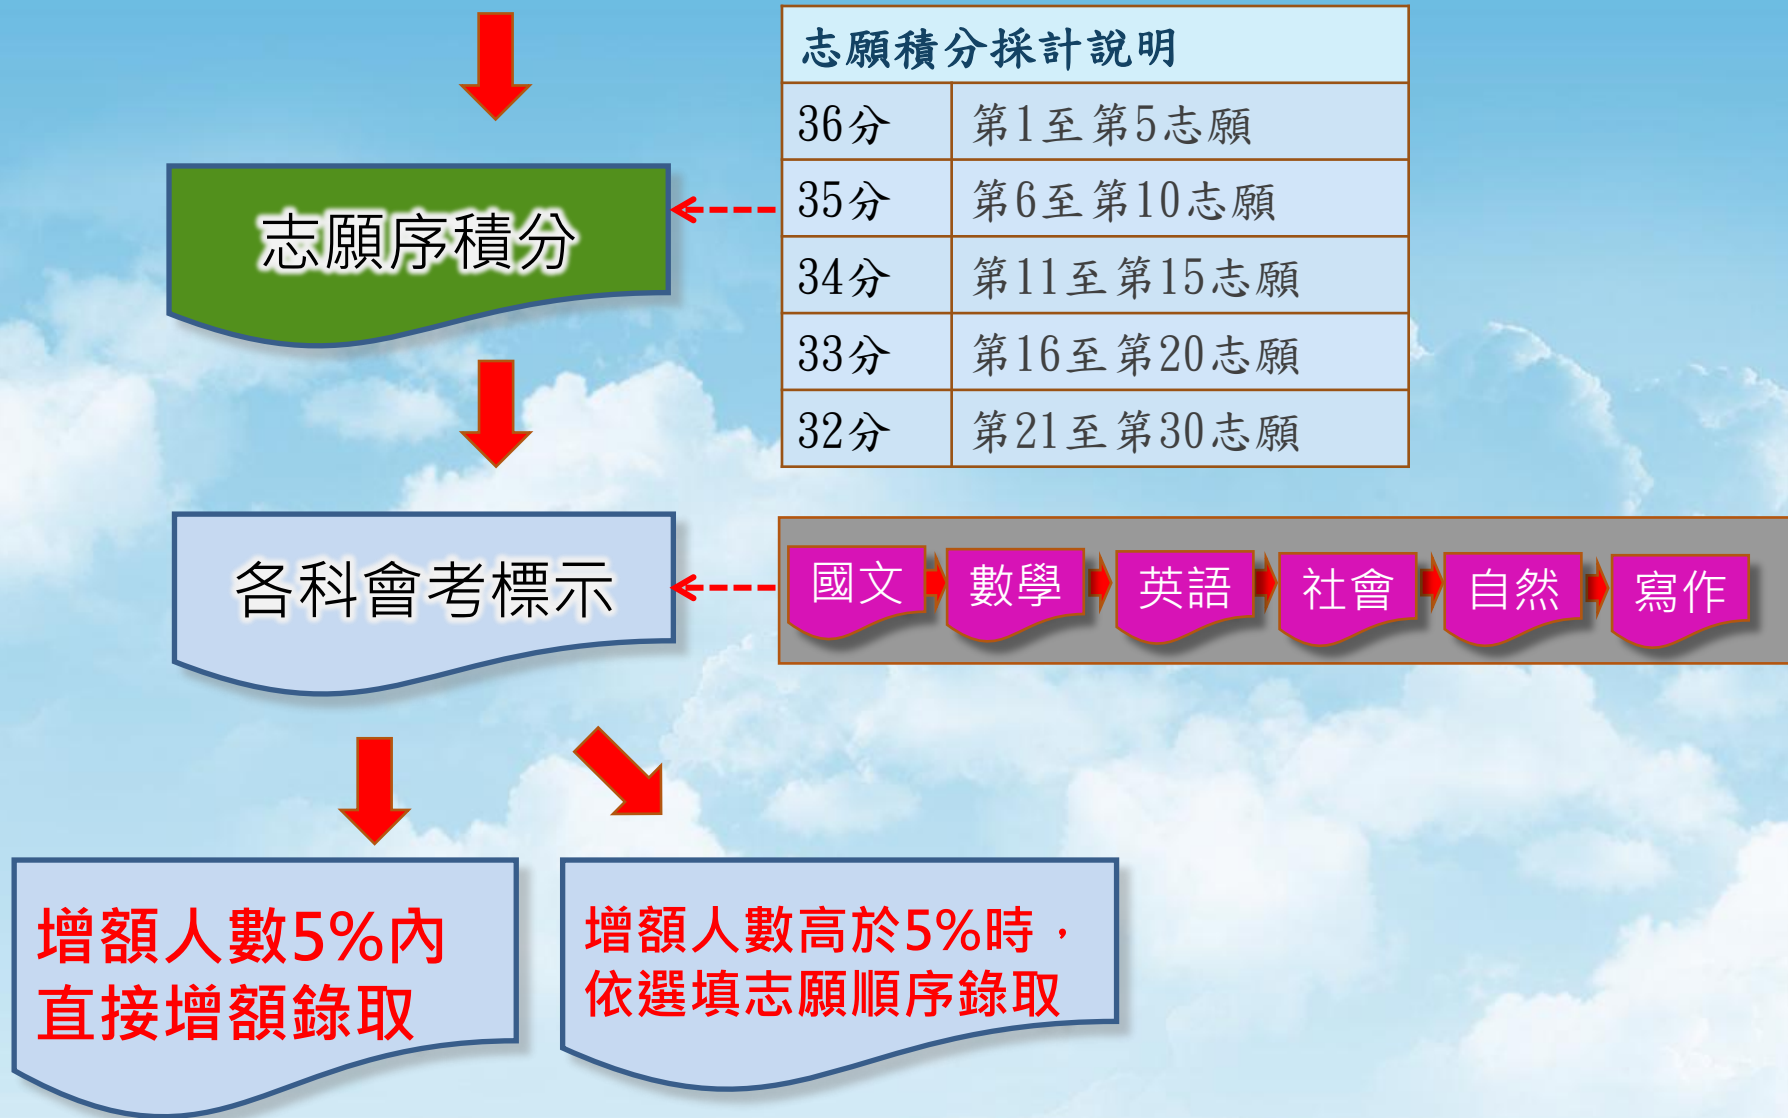 志願積分採計說明
36分 第1至第5志願
35分 第6至第10志願
34分 第11至第15志願
33分 第16至第20志願
32分 第21至第30志願
志願序積分
各科會考標示
國文 數學 英語 社會 自然 寫作
增額人數5%內
直接增額錄取
增額人數高於5%時，
依選填志願順序錄取